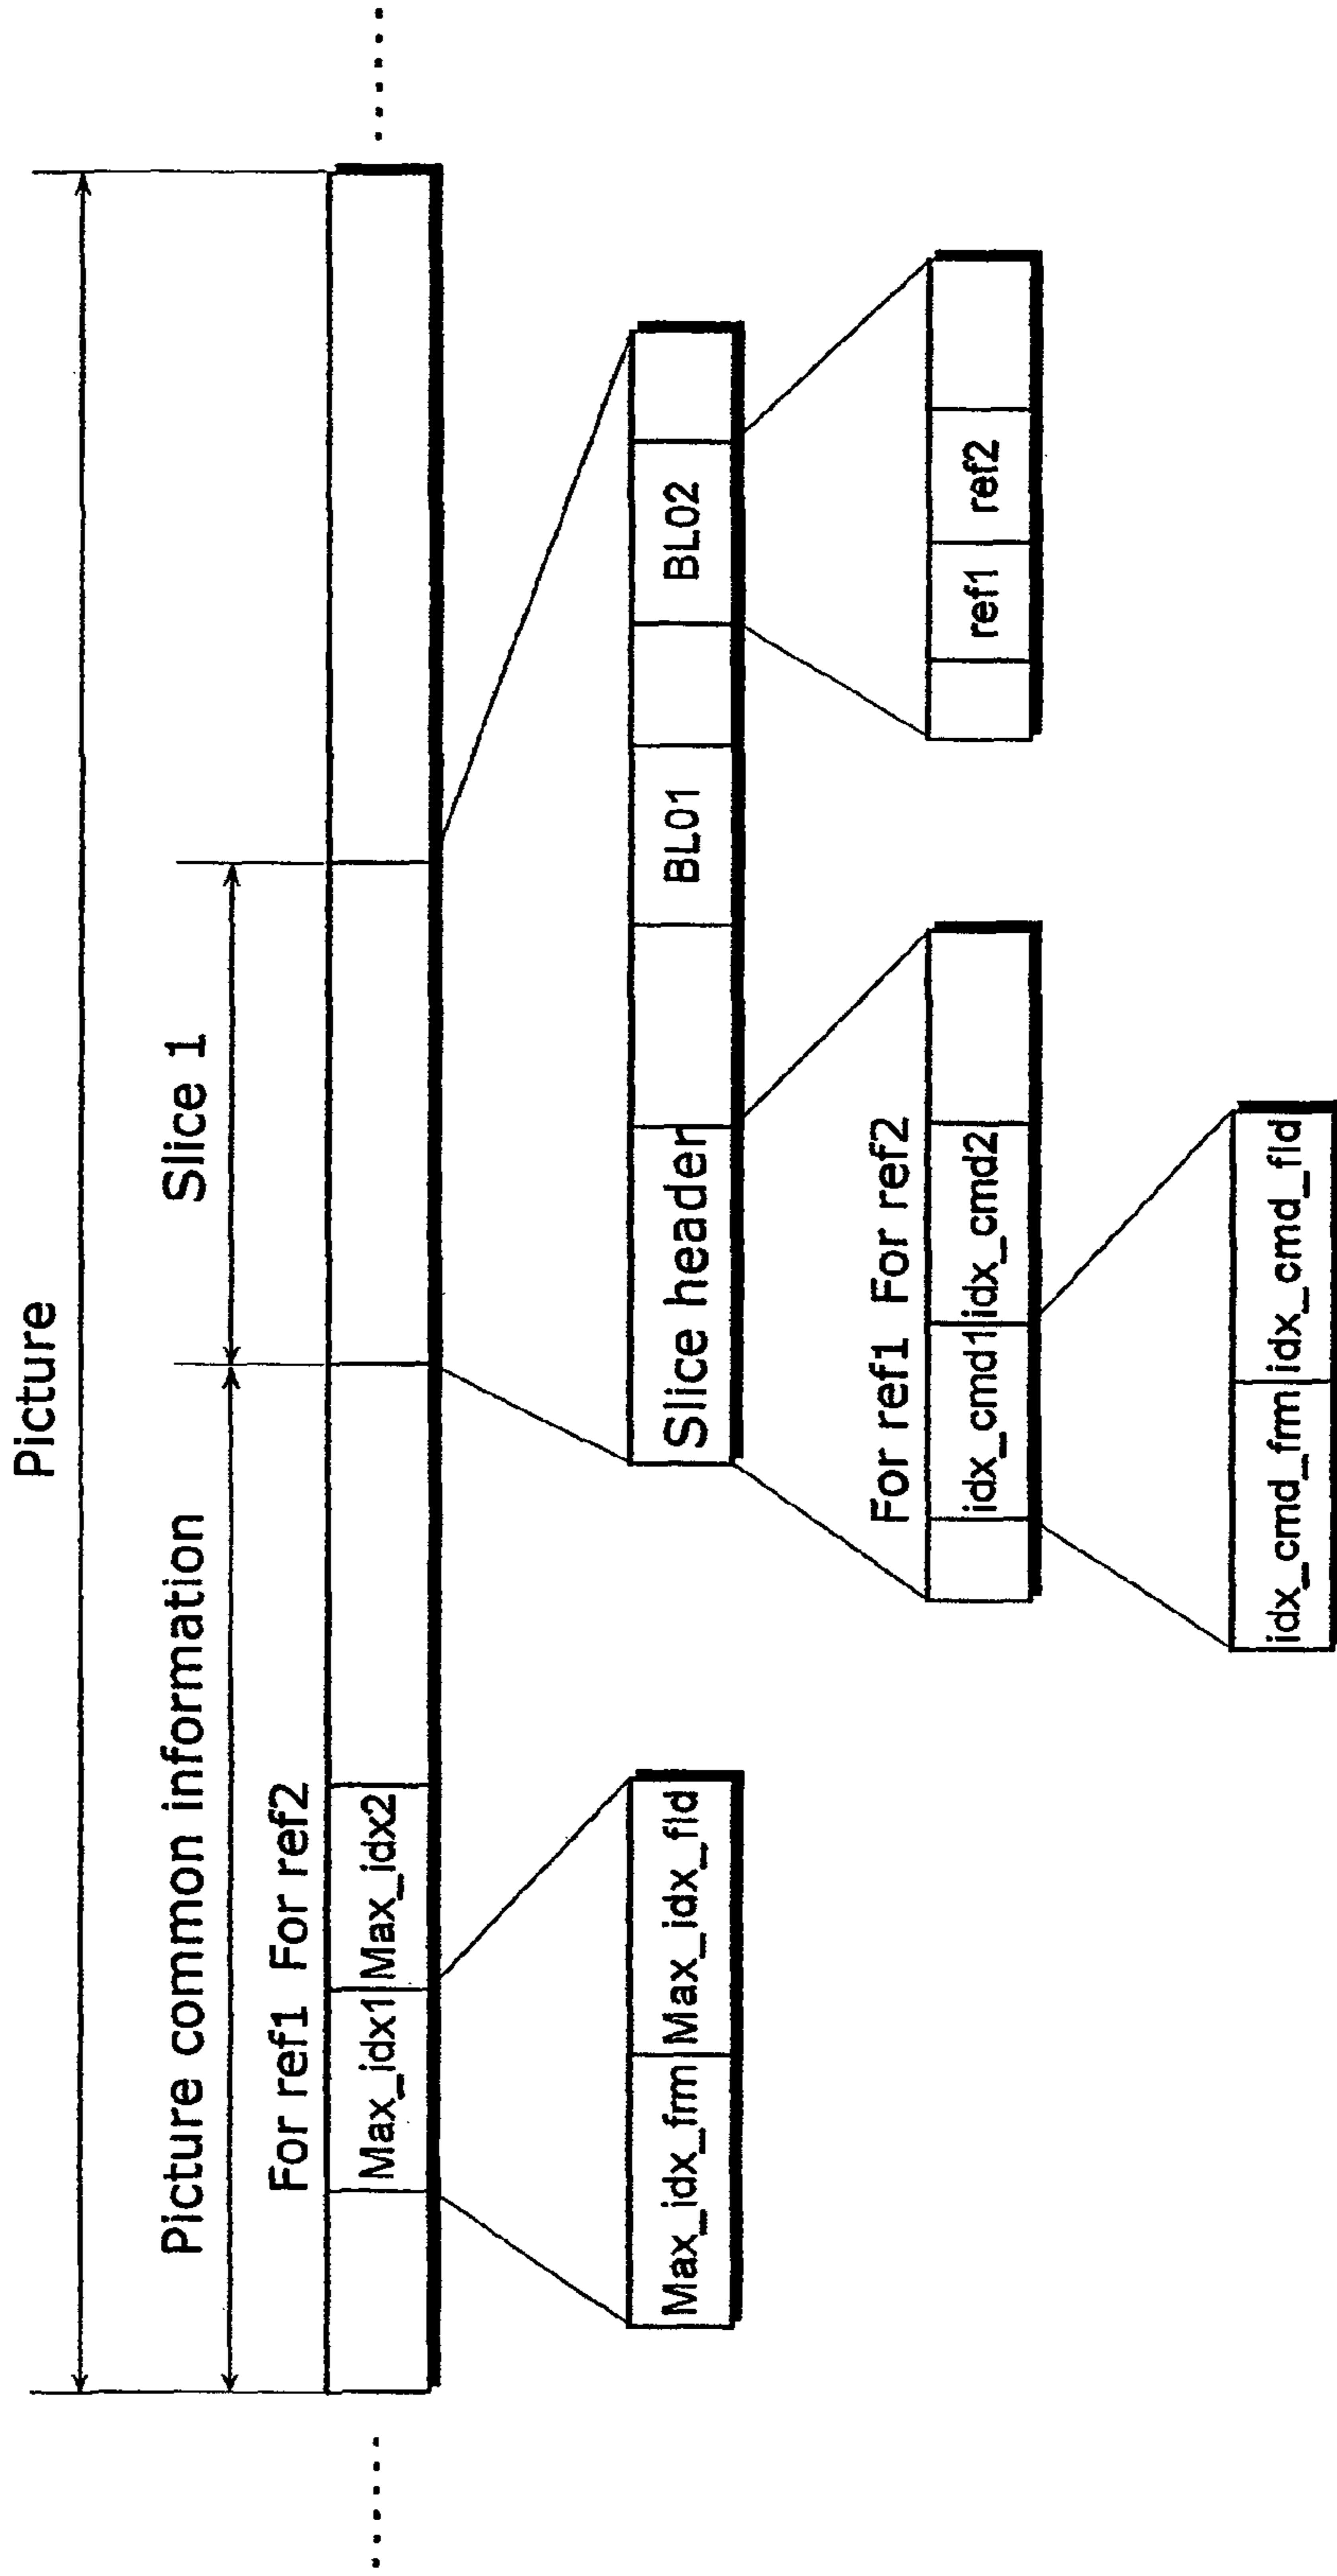 Picture
Picture common information
Slice 1
For ref1 For ref2
Max_idx1 Max_idx2
Max_idx_frm Max_idx_fld
Slice header BL01 BL02
For ref1 For ref2
idx_cmd1 idx_cmd2
ref1 ref2
idx_cmd_frm idx_cmd_fld